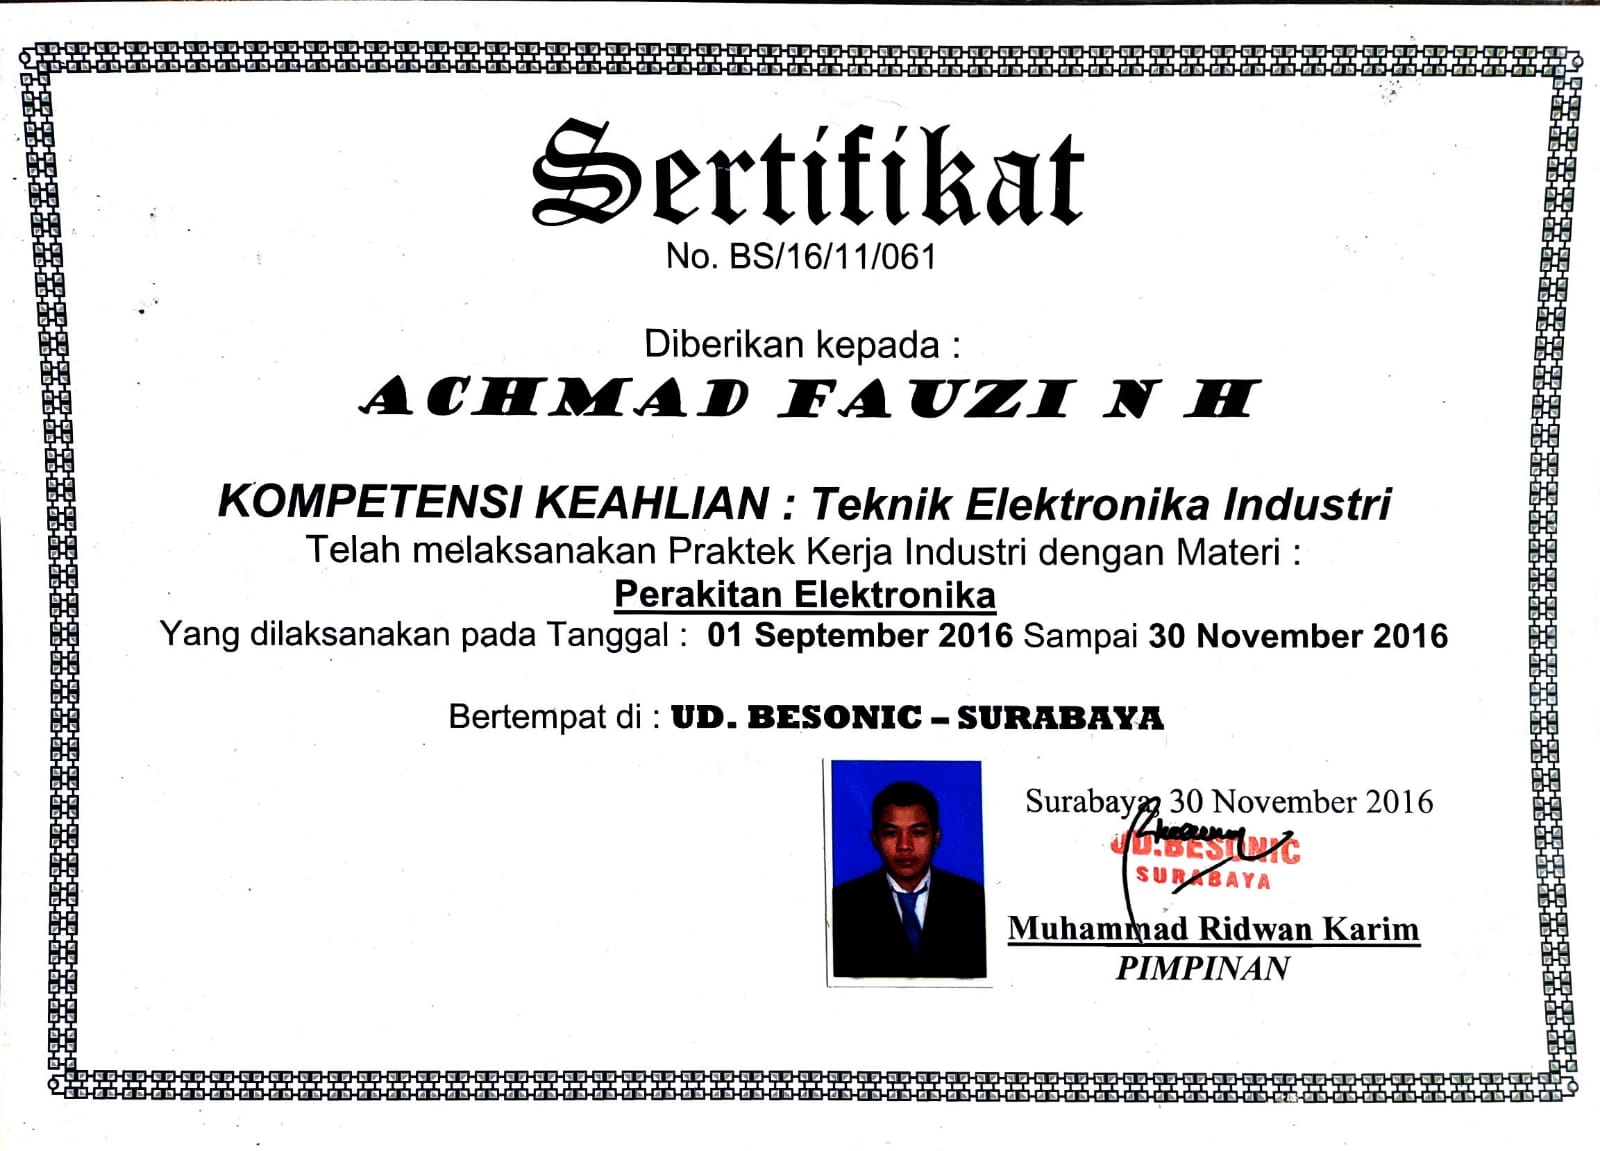 Sertifikat
No. BS/16/11/061
Diberikan kepada :
ACHMAD FAUZI N H
KOMPETENSI KEAHLIAN : Teknik Elektronika Industri
Telah melaksanakan Praktek Kerja Industri dengan Materi :
Perakitan Elektronika
Yang dilaksanakan pada Tanggal : 01 September 2016 Sampai 30 November 2016
Bertempat di : UD. BESONIC – SURABAYA
Surabaya, 30 November 2016
UD.BESONIC
SURABAYA
Muhammad Ridwan Karim
PIMPINAN